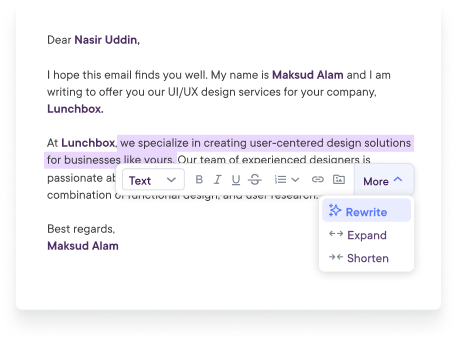 Dear Nasir Uddin,
I hope this email finds you well. My name is Maksud Alam and I am
writing to offer you our UI/UX design services for your company,
Lunchbox.
At Lunchbox, we specialize in creating user-centered design solutions
for businesses like yours. Our team of experienced designers is
passionate
Text B I U S More
combination of functional design, and user research.
Rewrite
Expand
Shorten
Best regards,
Maksud Alam